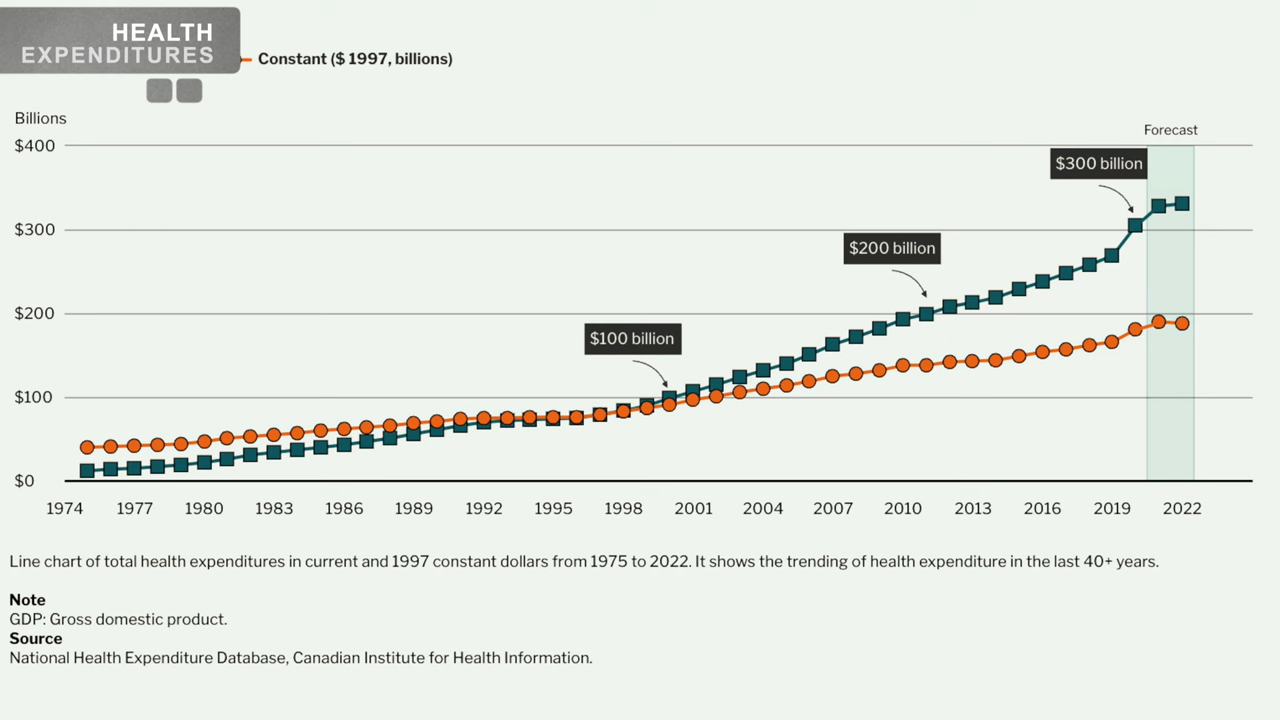 HEALTH
EXPENDITURES
Constant ($ 1997, billions)
Billions
Forecast
$400
$300 billion
$300
$200 billion
$200
$100 billion
$100
$0
1974 1977 1980 1983 1986 1989 1992 1995 1998 2001 2004 2007 2010 2013 2016 2019 2022
Line chart of total health expenditures in current and 1997 constant dollars from 1975 to 2022. It shows the trending of health expenditure in the last 40+ years.
Note
GDP: Gross domestic product.
Source
National Health Expenditure Database, Canadian Institute for Health Information.